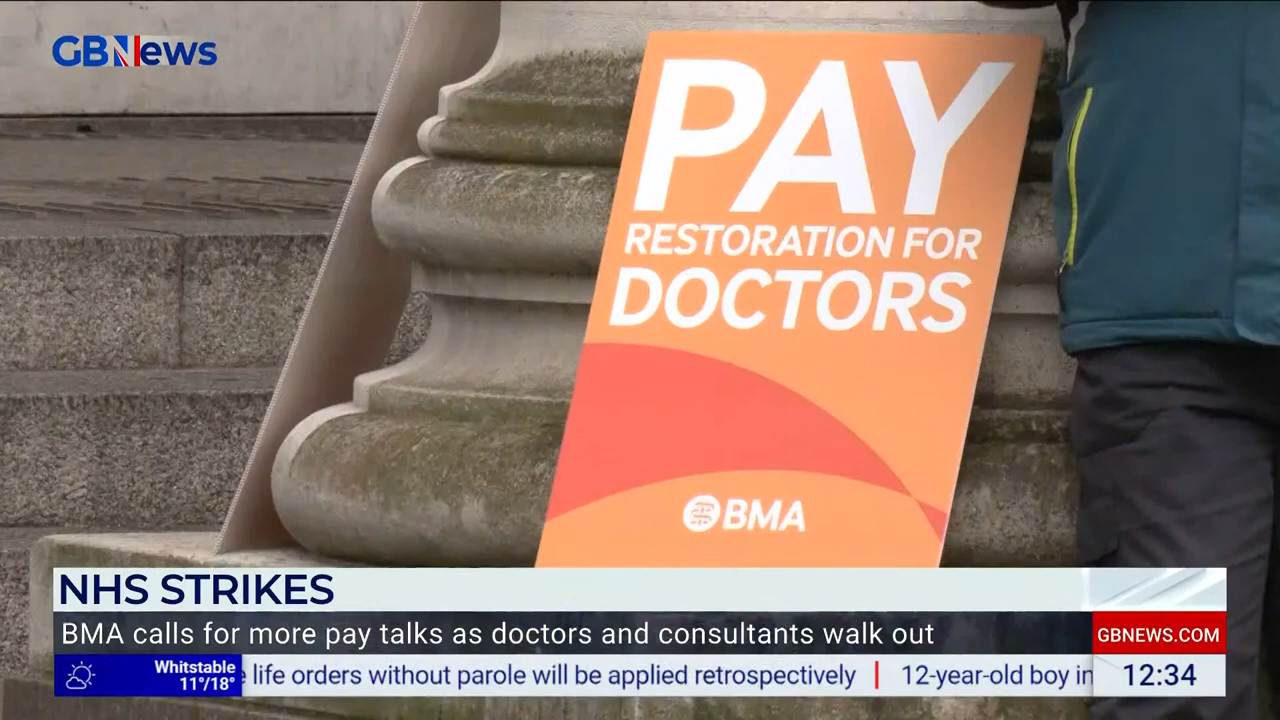 GBNews
PAY
RESTORATION FOR
DOCTORS
BMA
NHS STRIKES
BMA calls for more pay talks as doctors and consultants walk out
GBNEWS.COM
Whitstable
11°/18°
life orders without parole will be applied retrospectively | 12-year-old boy in
12:34